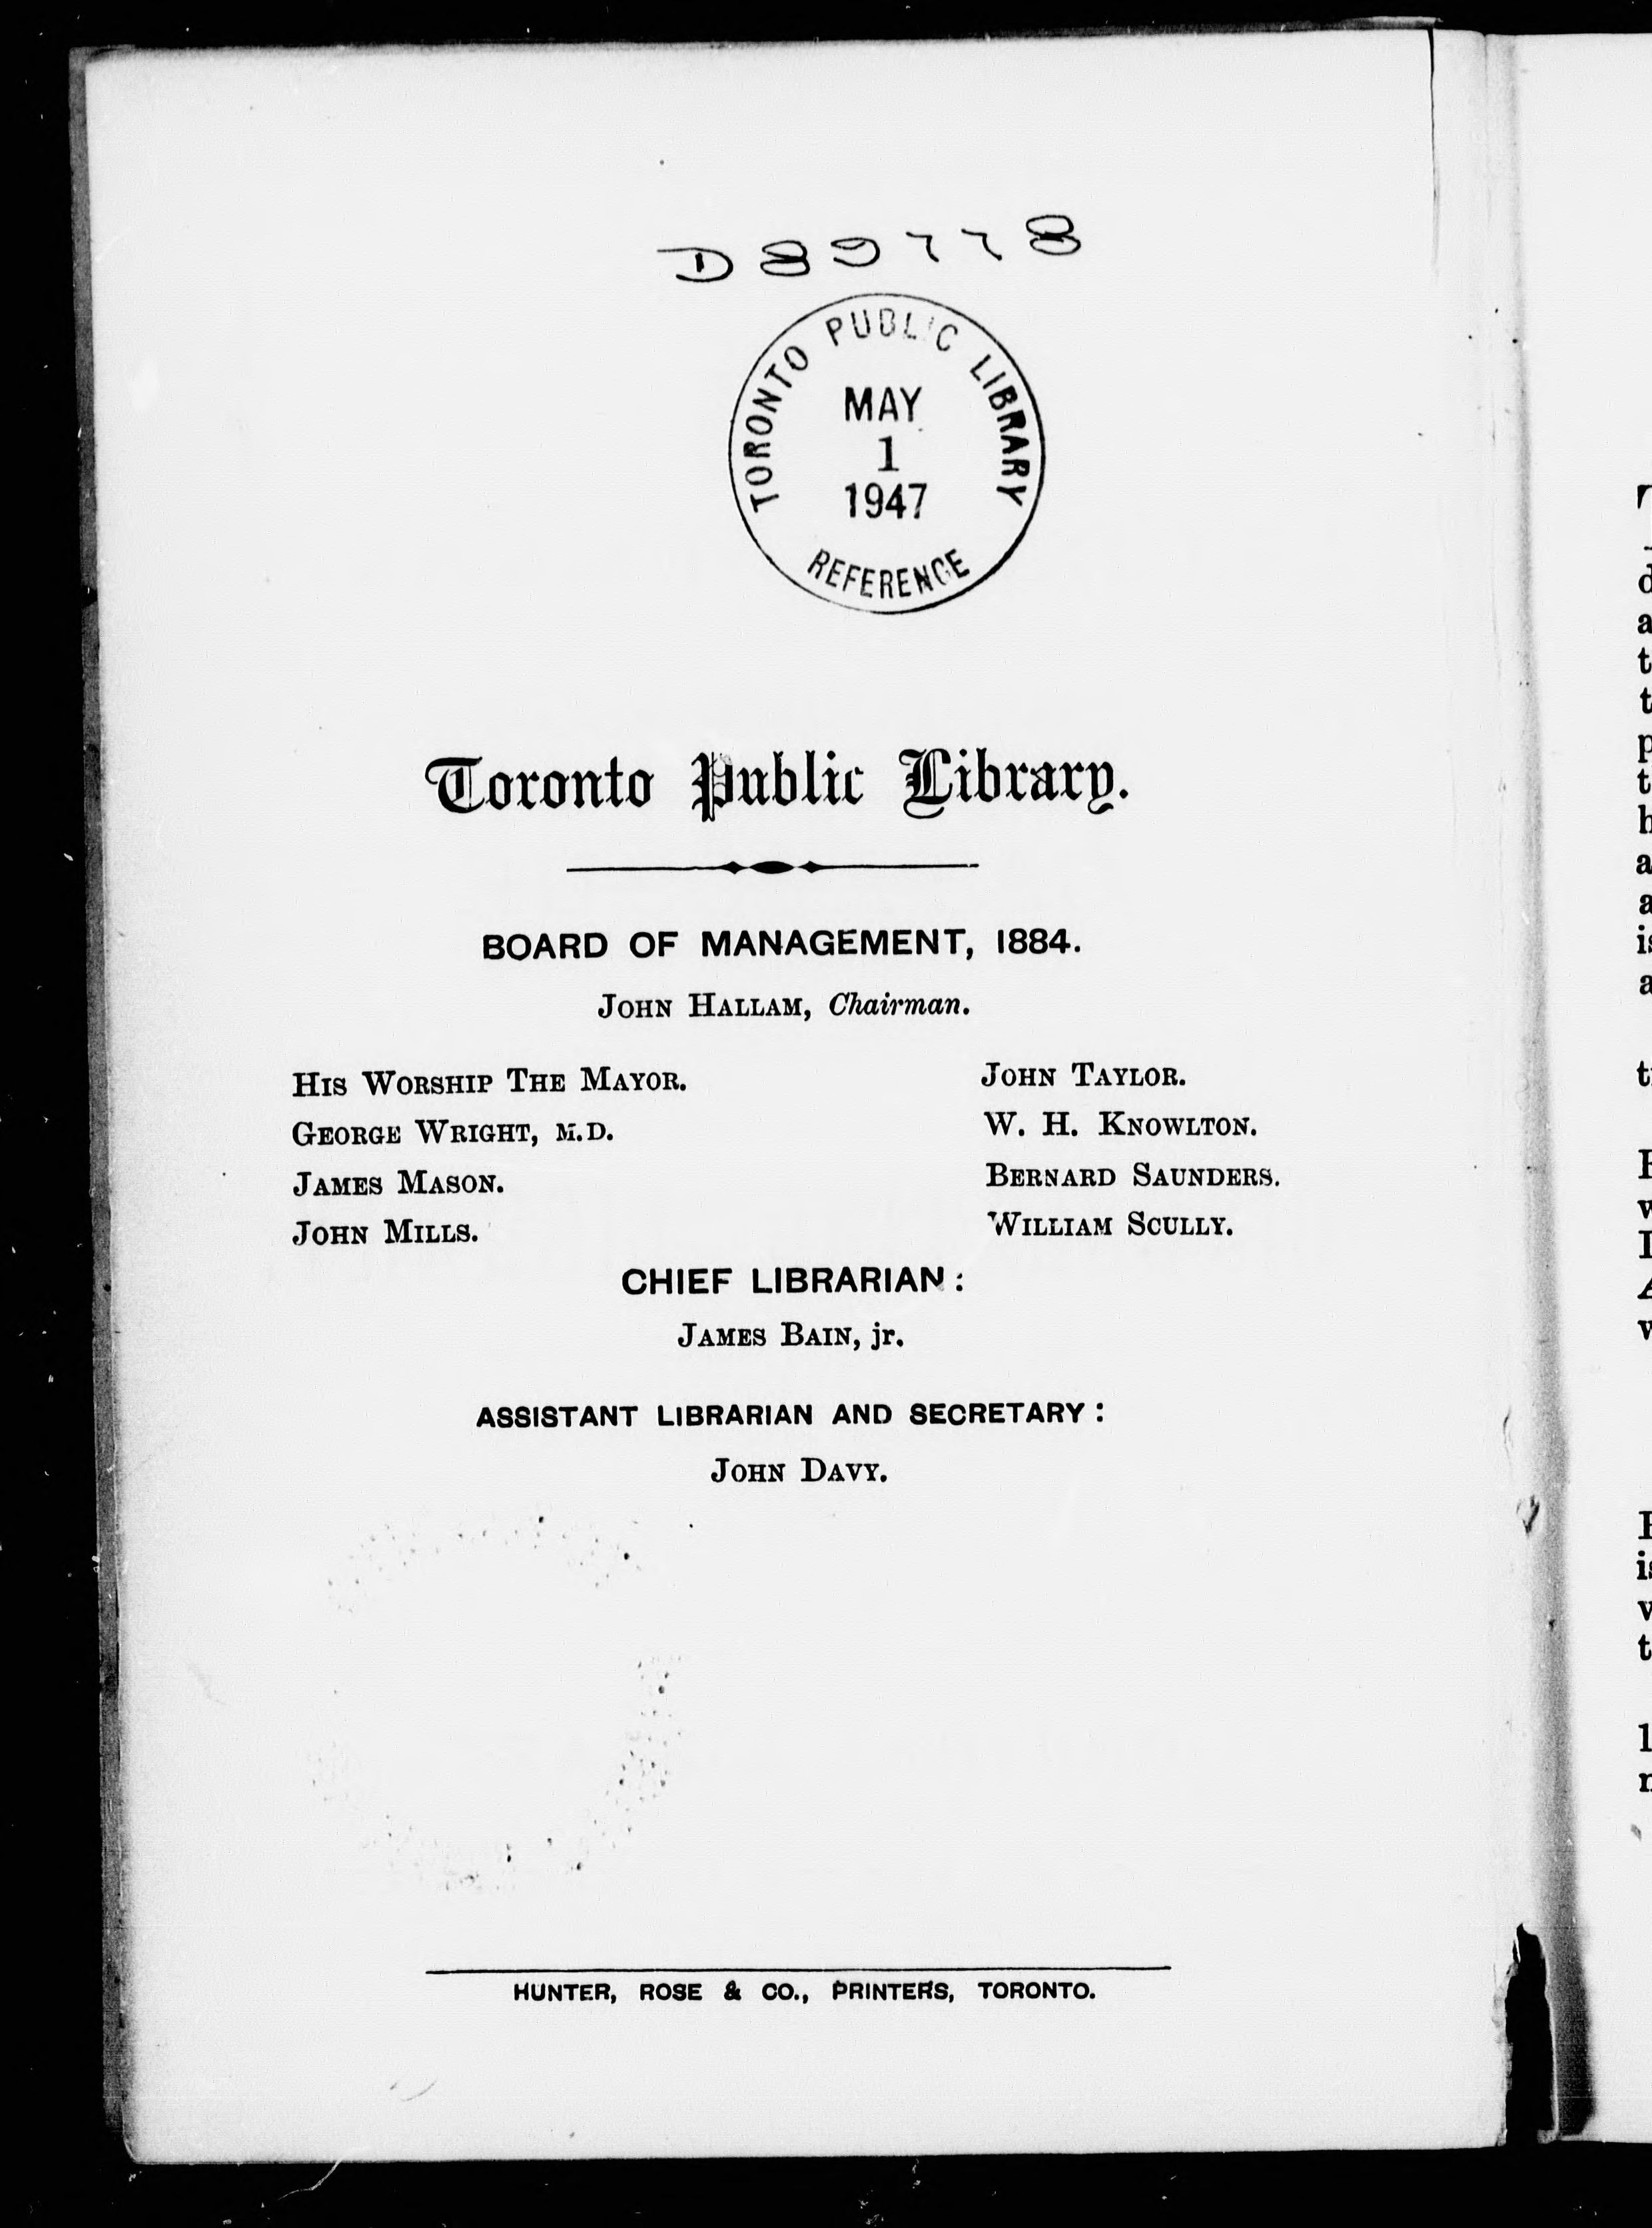 D89778
TORONTO PUBLIC LIBRARY
MAY
1
1947
REFERENCE
Toronto Public Library.
BOARD OF MANAGEMENT, 1884.
JOHN HALLAM, Chairman.
HIS WORSHIP THE MAYOR.
GEORGE WRIGHT, M.D.
JAMES MASON.
JOHN MILLS.
JOHN TAYLOR.
W. H. KNOWLTON.
BERNARD SAUNDERS.
WILLIAM SCULLY.
CHIEF LIBRARIAN:
JAMES BAIN, jr.
ASSISTANT LIBRARIAN AND SECRETARY:
JOHN DAVY.
HUNTER, ROSE & CO., PRINTERS, TORONTO.